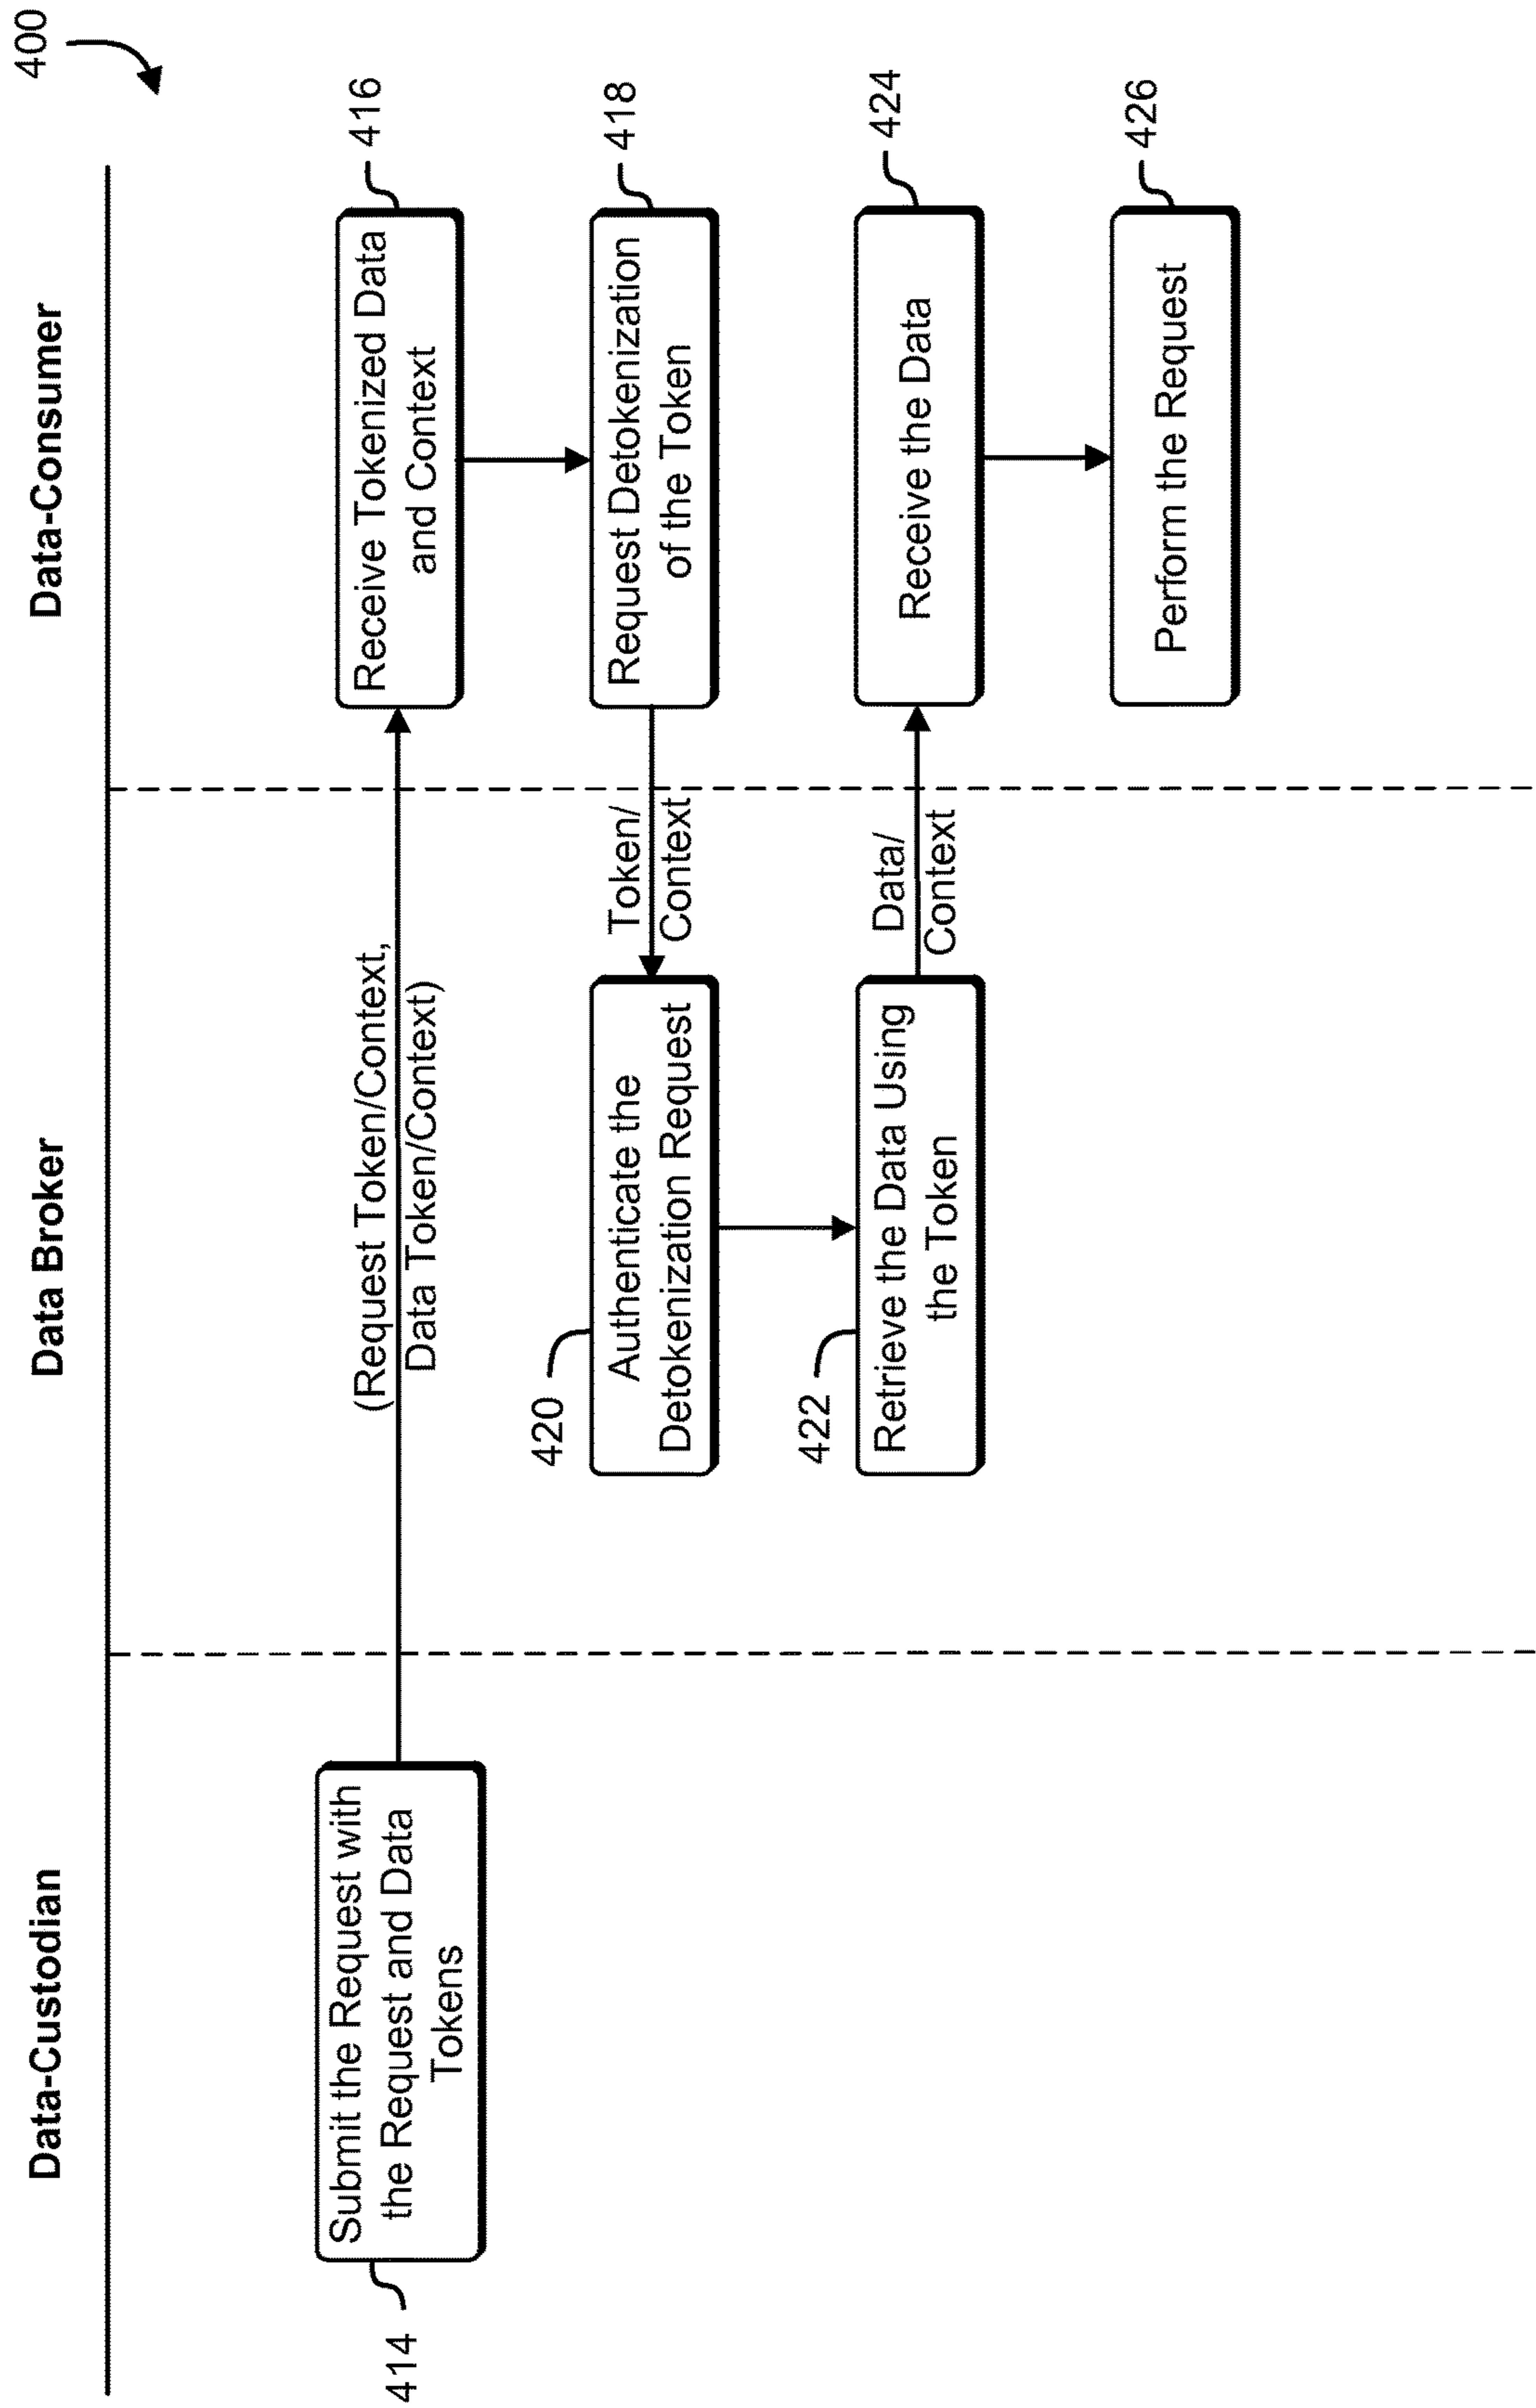 400
Data-Custodian
Data Broker
Data-Consumer
414
Submit the Request with
the Request and Data
Tokens
(Request Token/Context,
Data Token/Context)
416
Receive Tokenized Data
and Context
418
Request Detokenization
of the Token
Token/
Context
420
Authenticate the
Detokenization Request
422
Retrieve the Data Using
the Token
Data/
Context
424
Receive the Data
426
Perform the Request